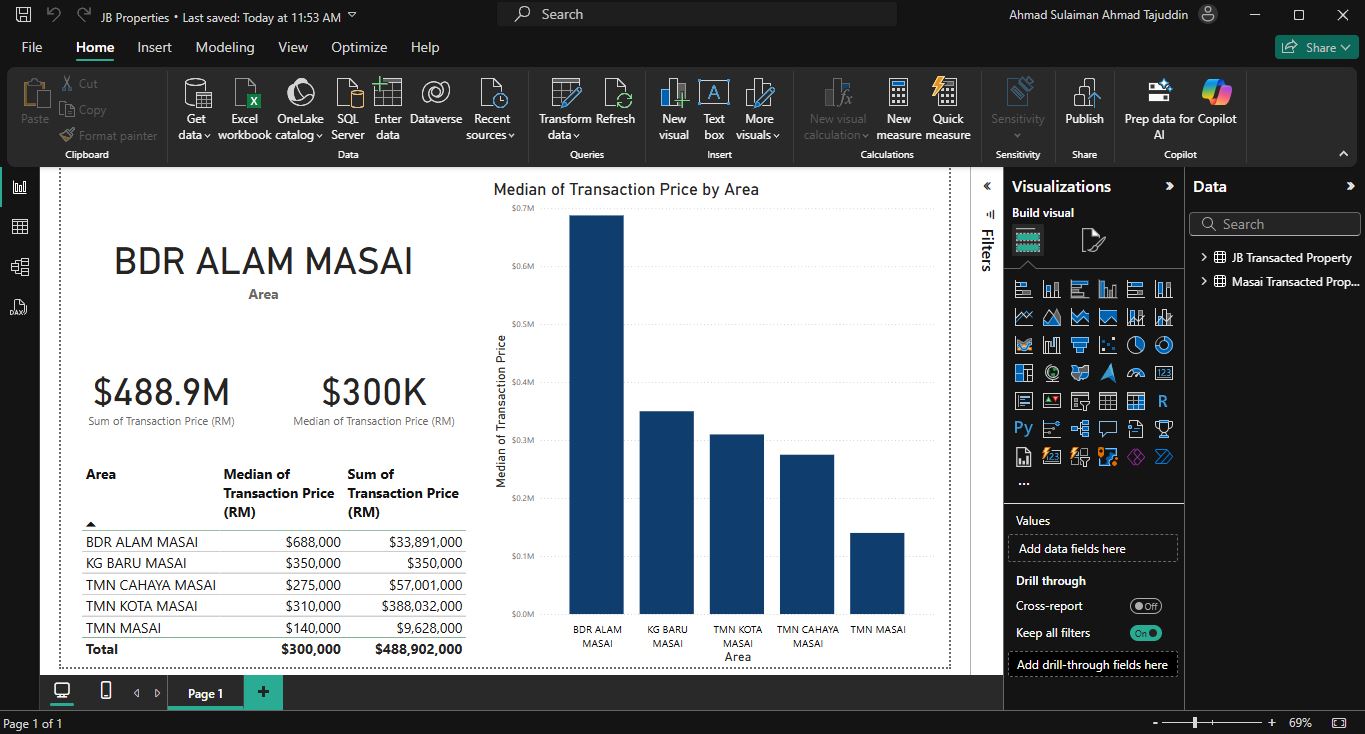 JB Properties • Last saved: Today at 11:53 AM
Search
Ahmad Sulaiman Ahmad Tajuddin
File
Home
Insert
Modeling
View
Optimize
Help
Share
Paste
Cut
Copy
Format painter
Clipboard
Get data
Excel workbook
OneLake catalog
SQL Server
Enter data
Dataverse
Recent sources
Data
Transform data
Refresh
Queries
New visual
Text box
More visuals
Insert
New visual calculation
New measure
Quick measure
Calculations
Sensitivity
Sensitivity
Publish
Share
Prep data for AI
Copilot
Copilot
BDR ALAM MASAI
Area
$488.9M
Sum of Transaction Price (RM)
$300K
Median of Transaction Price (RM)
Area
Median of Transaction Price (RM)
Sum of Transaction Price (RM)
BDR ALAM MASAI $688,000 $33,891,000
KG BARU MASAI $350,000 $350,000
TMN CAHAYA MASAI $275,000 $57,001,000
TMN KOTA MASAI $310,000 $388,032,000
TMN MASAI $140,000 $9,628,000
Total $300,000 $488,902,000
Median of Transaction Price by Area
Median of Transaction Price
$0.7M
$0.6M
$0.5M
$0.4M
$0.3M
$0.2M
$0.1M
$0.0M
BDR ALAM MASAI
KG BARU MASAI
TMN KOTA MASAI
TMN CAHAYA MASAI
TMN MASAI
Area
Filters
Visualizations
Build visual
123
R
Py
123
...
Values
Add data fields here
Drill through
Cross-report
Off
Keep all filters
On
Add drill-through fields here
Data
Search
JB Transacted Property
Masai Transacted Prop...
DAX
Page 1
+
Page 1 of 1
- + 69%